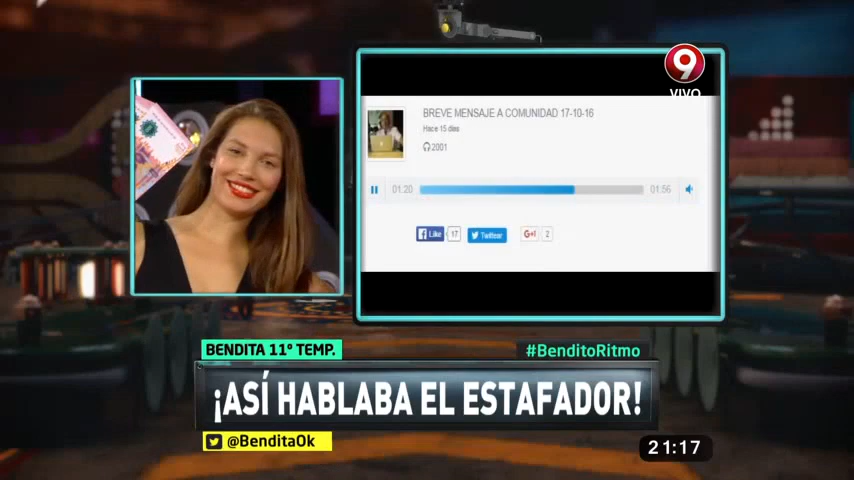 9
VIVO
BREVE MENSAJE A COMUNIDAD 17-10-16
Hace 15 días
2001
01:20
01:56
Like 17
Twittear
G+1 2
BENDITA 11° TEMP.
#BenditoRitmo
¡ASÍ HABLABA EL ESTAFADOR!
@BenditaOk
21:17